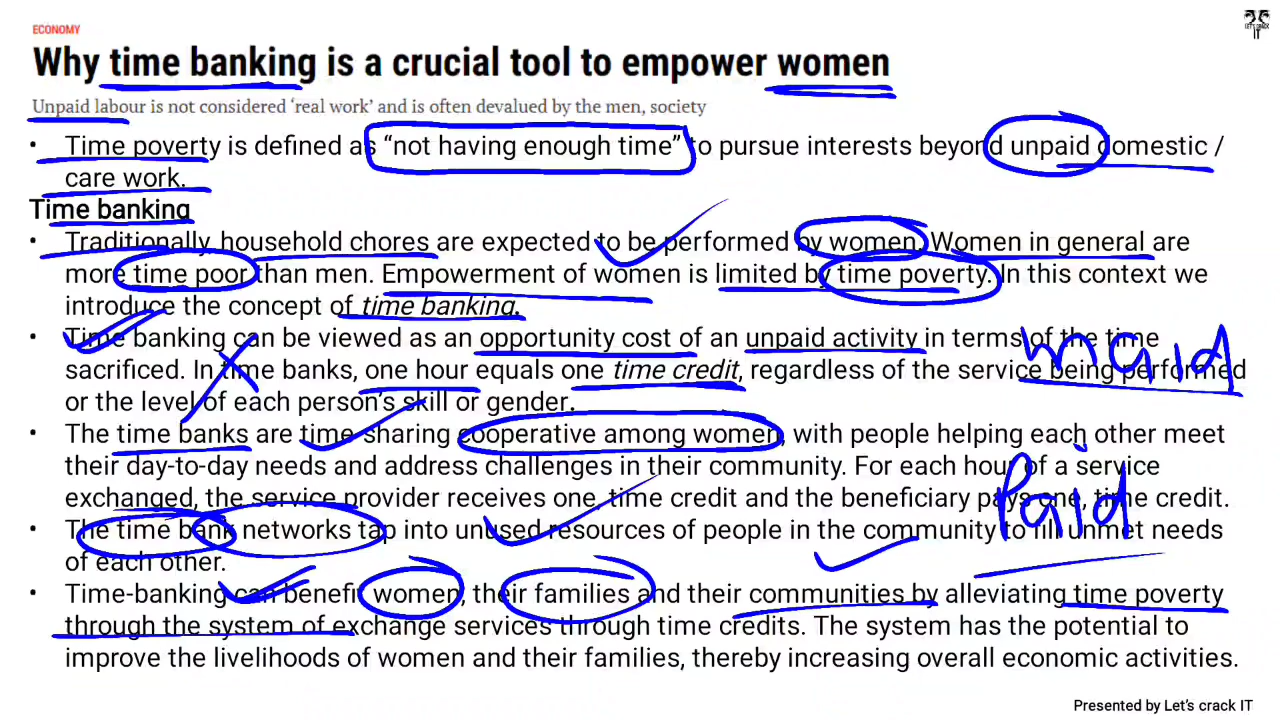 ECONOMY
LET'S CRACK
IT
Why time banking is a crucial tool to empower women
Unpaid labour is not considered ‘real work’ and is often devalued by the men, society
• Time poverty is defined as “not having enough time” to pursue interests beyond unpaid domestic /
care work.
Time banking
• Traditionally household chores are expected to be performed by women. Women in general are
more time poor than men. Empowerment of women is limited by time poverty. In this context we
introduce the concept of time banking.
• Time banking can be viewed as an opportunity cost of an unpaid activity in terms of the time
maid
sacrificed. In time banks, one hour equals one time credit, regardless of the service being performed
or the level of each person’s skill or gender.
• The time banks are time sharing cooperative among women, with people helping each other meet
their day-to-day needs and address challenges in their community. For each hour of a service
exchanged, the service provider receives one, time credit and the beneficiary pays one, time credit.
Paid
• The time bank networks tap into unused resources of people in the community to fill unmet needs
of each other.
• Time-banking can benefit women, their families and their communities by alleviating time poverty
through the system of exchange services through time credits. The system has the potential to
improve the livelihoods of women and their families, thereby increasing overall economic activities.
Presented by Let’s crack IT